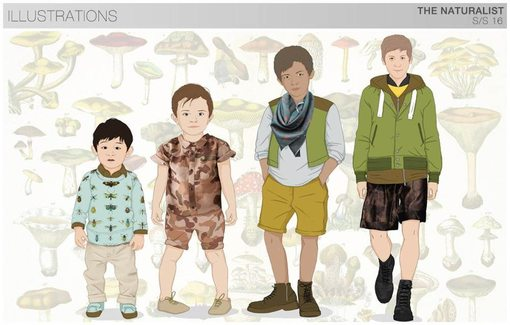 ILLUSTRATIONS
THE NATURALIST
S/S 16